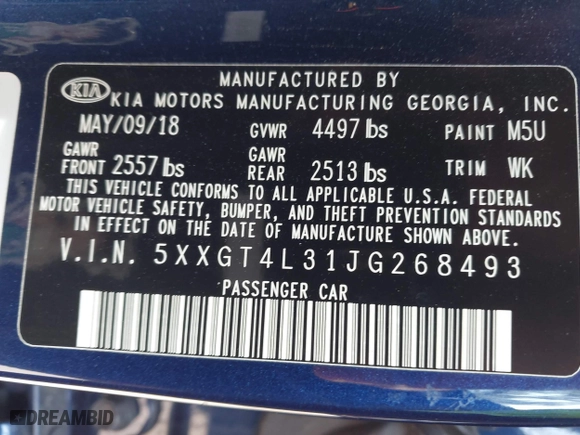 MANUFACTURED BY
KIA KIA MOTORS MANUFACTURING GEORGIA, INC.
MAY/09/18 GVWR 4497 lbs PAINT M5U
GAWR FRONT 2557 lbs GAWR REAR 2513 lbs TRIM WK
THIS VEHICLE CONFORMS TO ALL APPLICABLE U.S.A. FEDERAL
MOTOR VEHICLE SAFETY, BUMPER, AND THEFT PREVENTION STANDARDS
IN EFFECT ON THE DATE OF MANUFACTURE SHOWN ABOVE.
V.I.N. 5XXGT4L31JG268493
PASSENGER CAR
DREAMBID